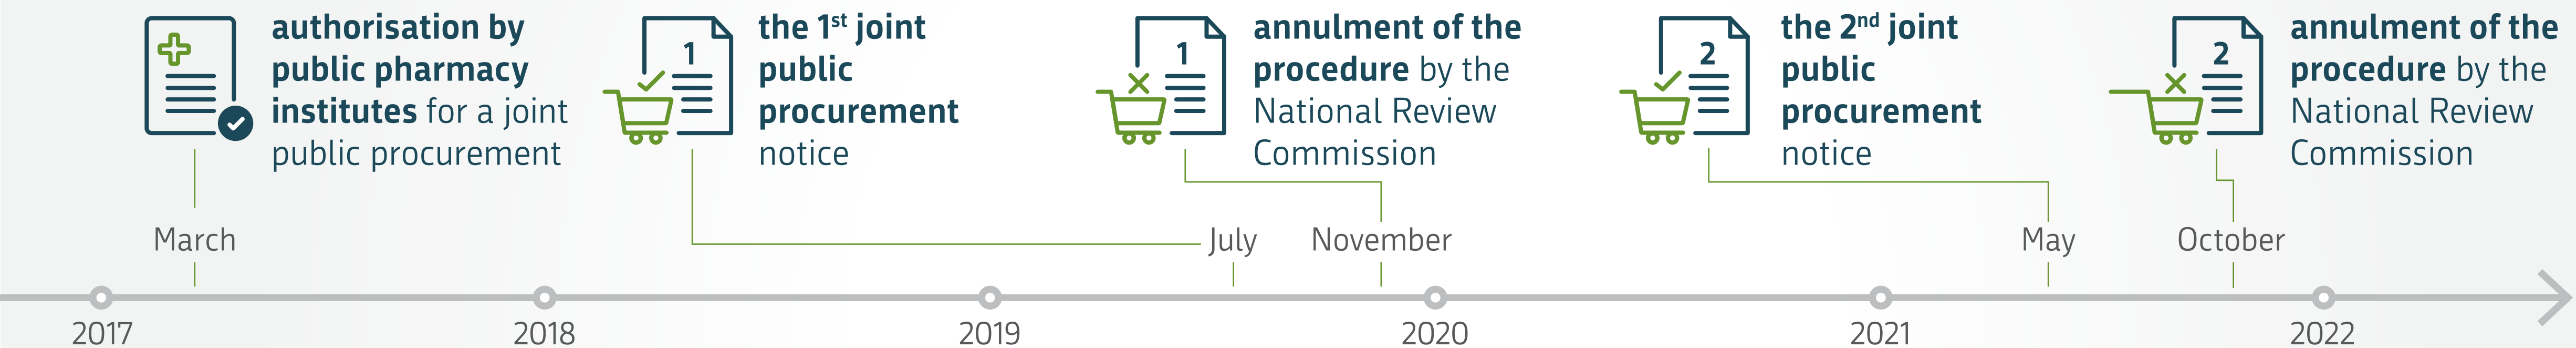 authorisation by
public pharmacy
institutes for a joint
public procurement
1
the 1st joint
public
procurement
notice
1
annulment of the
procedure by the
National Review
Commission
2
the 2nd joint
public
procurement
notice
2
annulment of the
procedure by the
National Review
Commission
March
July
November
May
October
2017
2018
2019
2020
2021
2022